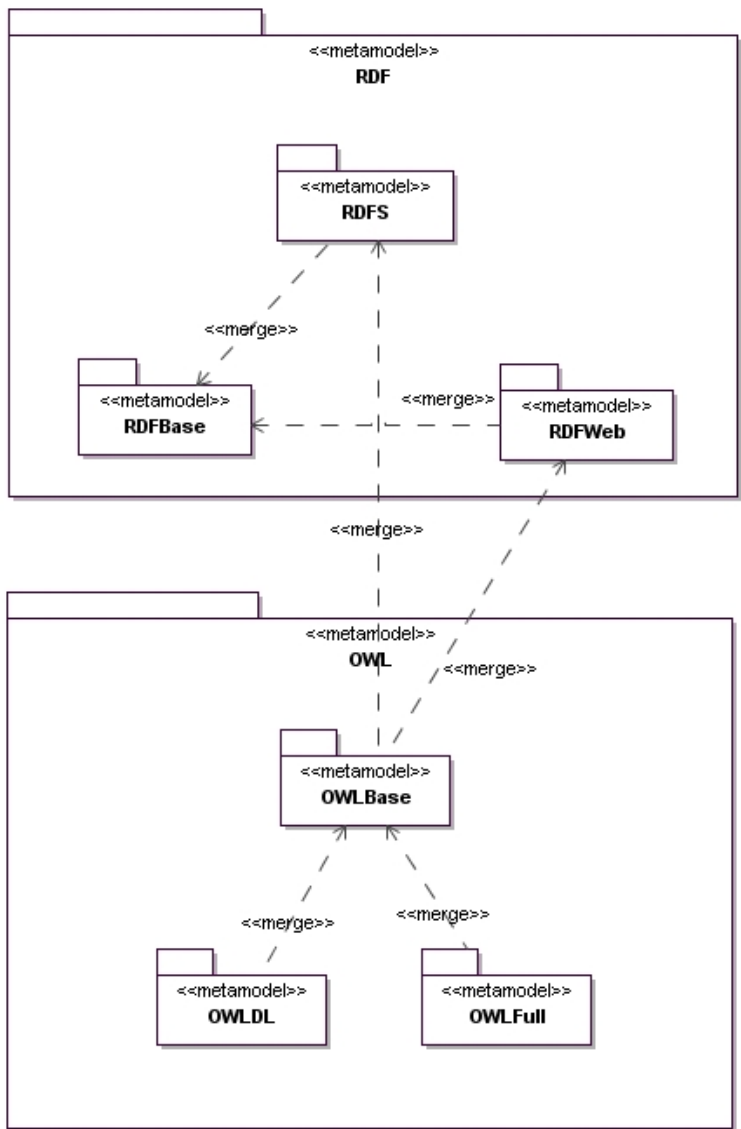 <<metamodel>>
RDF
<<metamodel>>
RDFS
<<merge>>
<<metamodel>>
RDFBase
<<merge>>
<<metamodel>>
RDFWeb
<<merge>>
<<metamodel>>
OWL
<<merge>>
<<metamodel>>
OWLBase
<<merge>>
<<merge>>
<<metamodel>>
OWLDL
<<metamodel>>
OWLFull